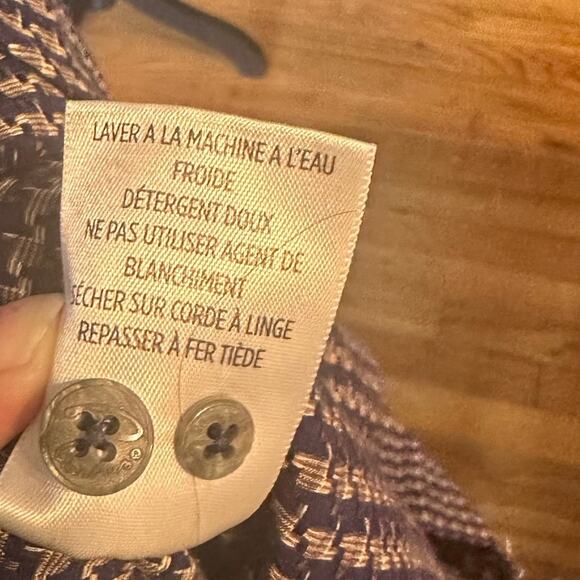 LAVER A LA MACHINE A L'EAU
FROIDE
DÉTERGENT DOUX
NE PAS UTILISER AGENT DE
BLANCHIMENT
SÉCHER SUR CORDE À LINGE
REPASSER À FER TIÈDE